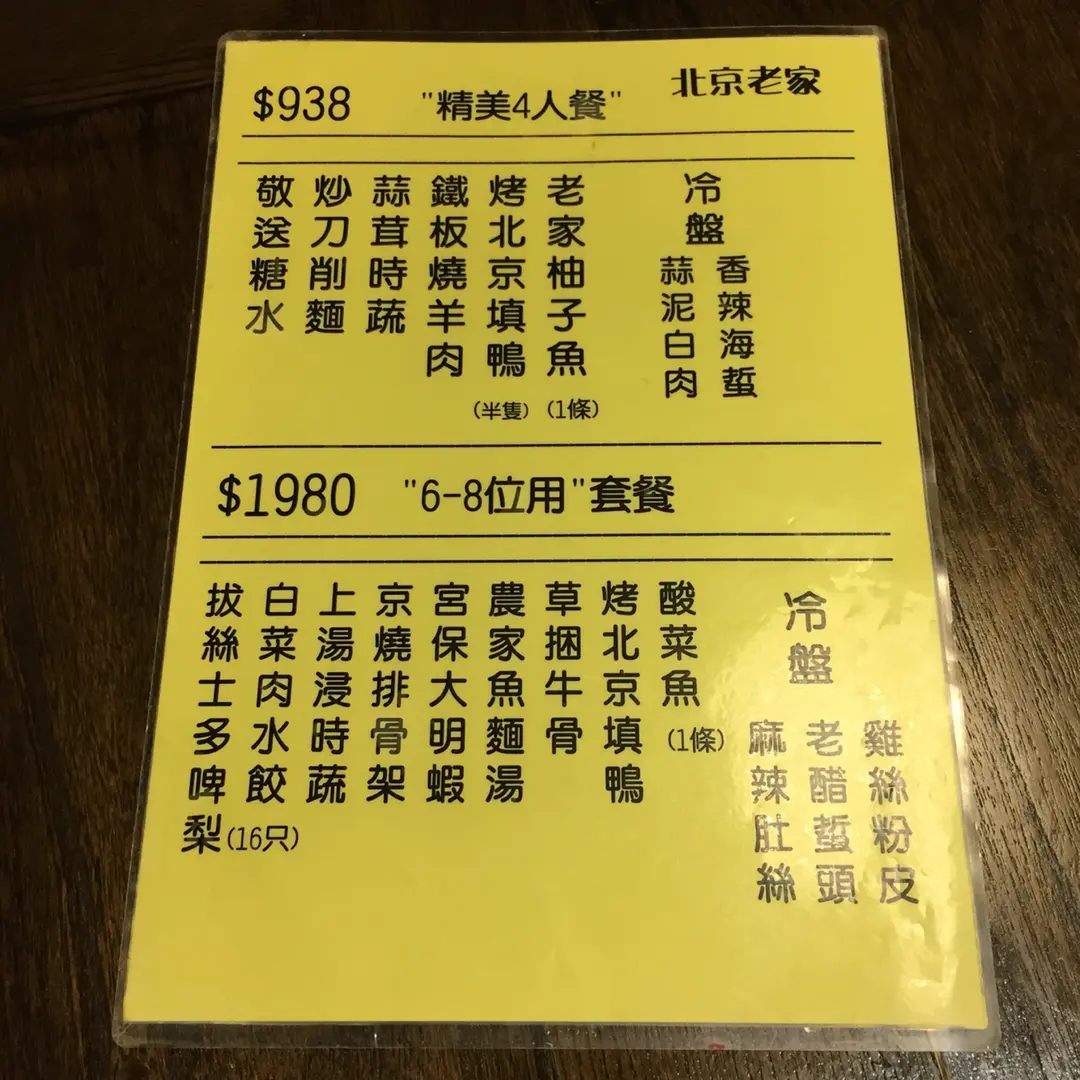 北京老家
$938 "精美4人餐"
冷盤
香辣海蜇
蒜泥白肉
老家柚子魚(1條)
烤北京填鴨(半隻)
鐵板燒羊肉
蒜茸時蔬
炒刀削麵
敬送糖水
$1980 "6-8位用"套餐
冷盤
雞絲粉皮
老醋蜇頭
麻辣肚絲
酸菜魚(1條)
烤北京填鴨
草捆牛骨
農家魚麵湯
宮保大明蝦
京燒排骨架
上湯浸時蔬
白菜肉水餃(16只)
拔絲士多啤梨